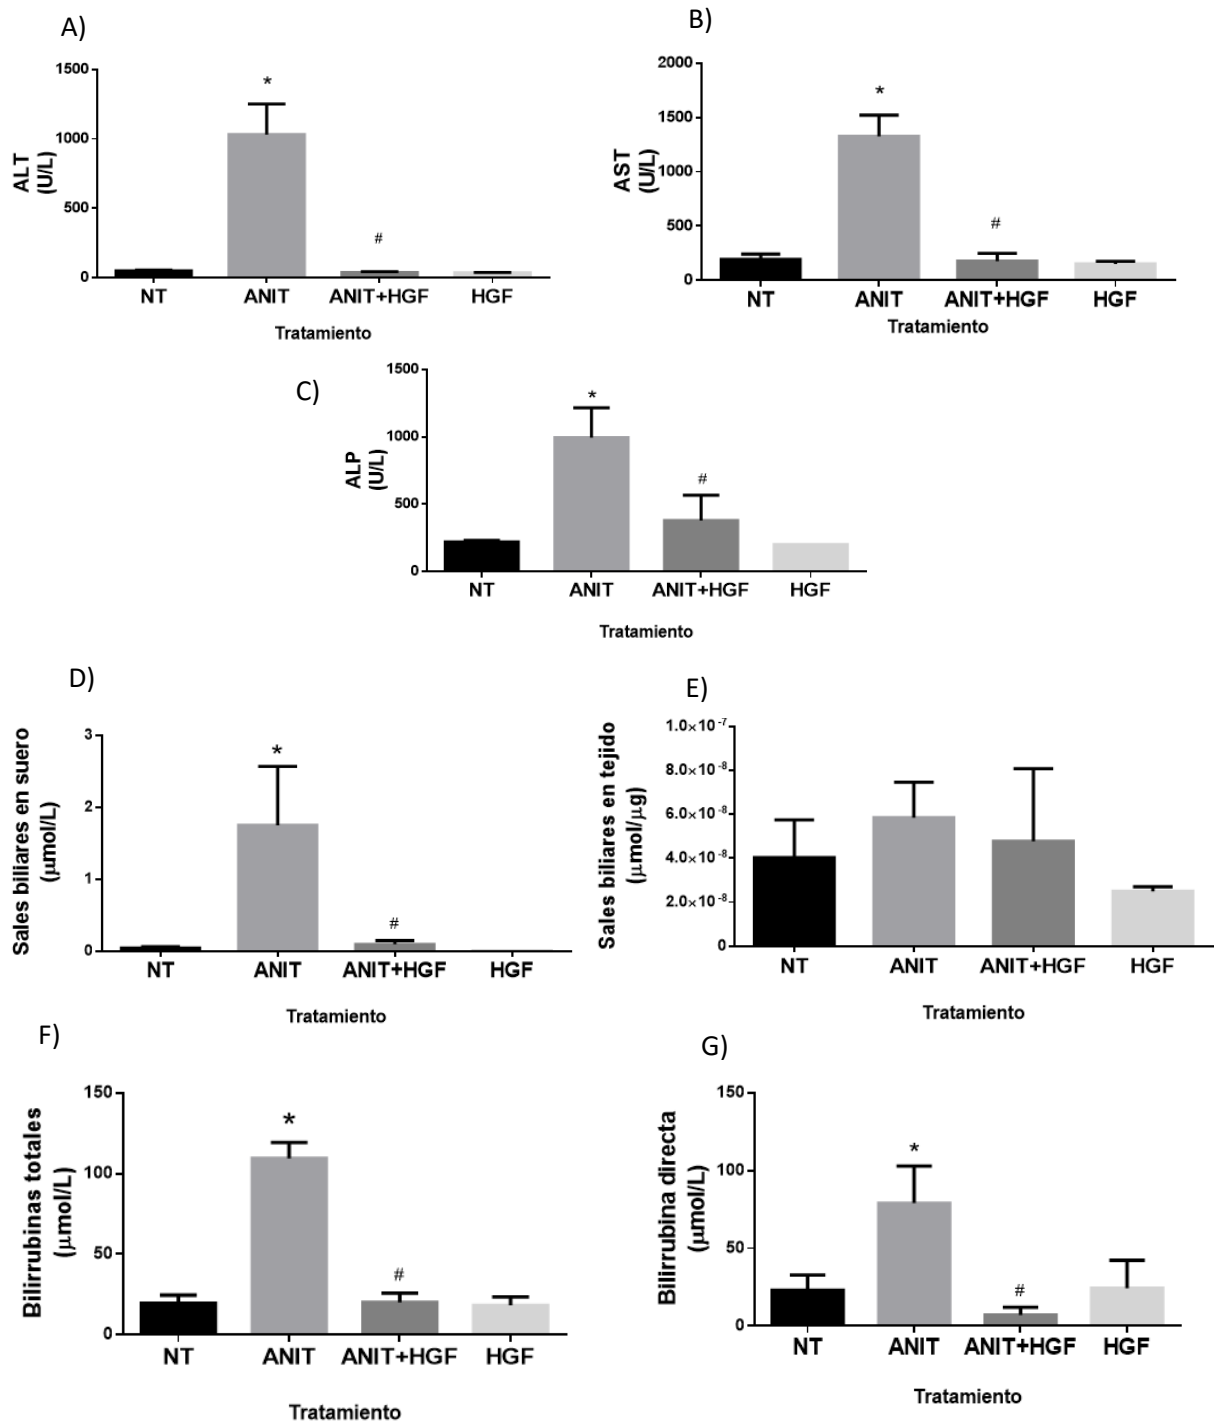 A)
1500
1000
500
0
ALT
(U/L)
*
#
NT ANIT ANIT+HGF HGF
Tratamiento
B)
2000
1500
1000
500
0
AST
(U/L)
*
#
NT ANIT ANIT+HGF HGF
Tratamiento
C)
1500
1000
500
0
ALP
(U/L)
*
#
NT ANIT ANIT+HGF HGF
Tratamiento
D)
3
2
1
0
Sales biliares en suero
(μmol/L)
*
#
NT ANIT ANIT+HGF HGF
Tratamiento
E)
1.0×10⁻⁷
8.0×10⁻⁸
6.0×10⁻⁸
4.0×10⁻⁸
2.0×10⁻⁸
0
Sales biliares en tejido
(μmol/μg)
NT ANIT ANIT+HGF HGF
Tratamiento
F)
150
100
50
0
Bilirrubinas totales
(μmol/L)
*
#
NT ANIT ANIT+HGF HGF
Tratamiento
G)
150
100
50
0
Bilirrubina directa
(μmol/L)
*
#
NT ANIT ANIT+HGF HGF
Tratamiento